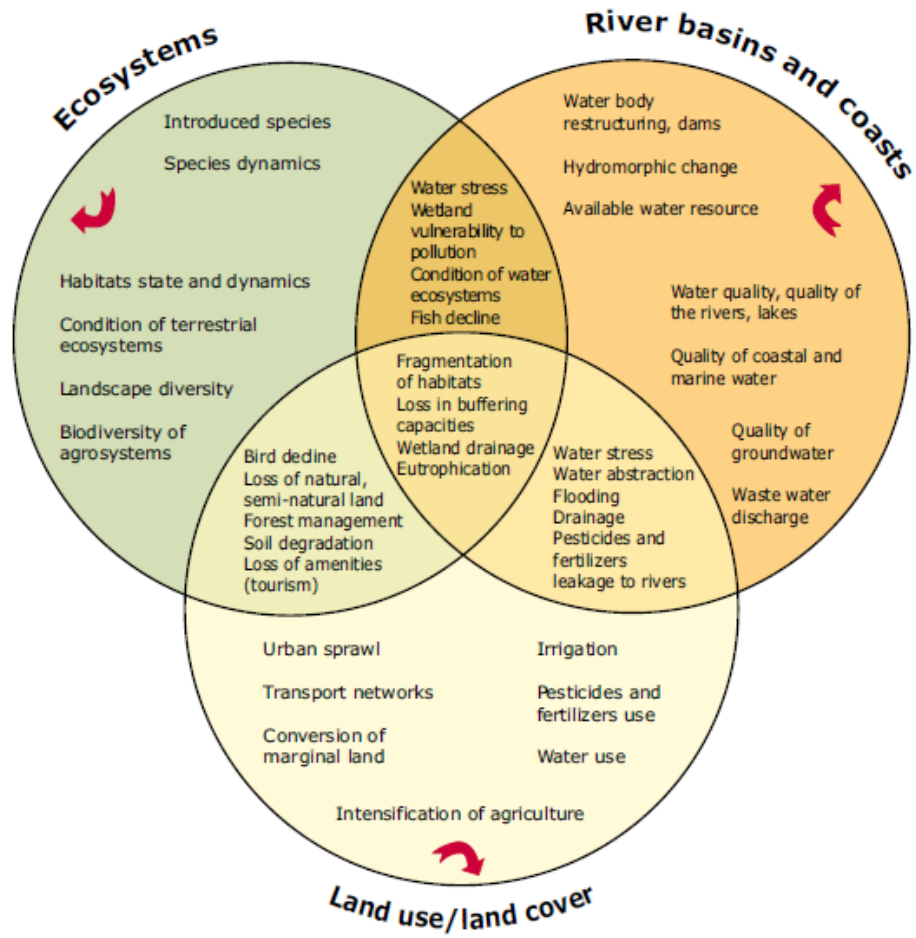 Ecosystems
River basins and coasts
Introduced species
Species dynamics
Habitats state and dynamics
Condition of terrestrial
ecosystems
Landscape diversity
Biodiversity of
agrosystems
Water stress
Wetland
vulnerability to
pollution
Condition of water
ecosystems
Fish decline
Water body
restructuring, dams
Hydromorphic change
Available water resource
Water quality, quality of
the rivers, lakes
Quality of coastal and
marine water
Quality of
groundwater
Waste water
discharge
Fragmentation
of habitats
Loss in buffering
capacities
Wetland drainage
Eutrophication
Bird decline
Loss of natural,
semi-natural land
Forest management
Soil degradation
Loss of amenities
(tourism)
Water stress
Water abstraction
Flooding
Drainage
Pesticides and
fertilizers
leakage to rivers
Urban sprawl
Transport networks
Conversion of
marginal land
Irrigation
Pesticides and
fertilizers use
Water use
Intensification of agriculture
Land use/land cover